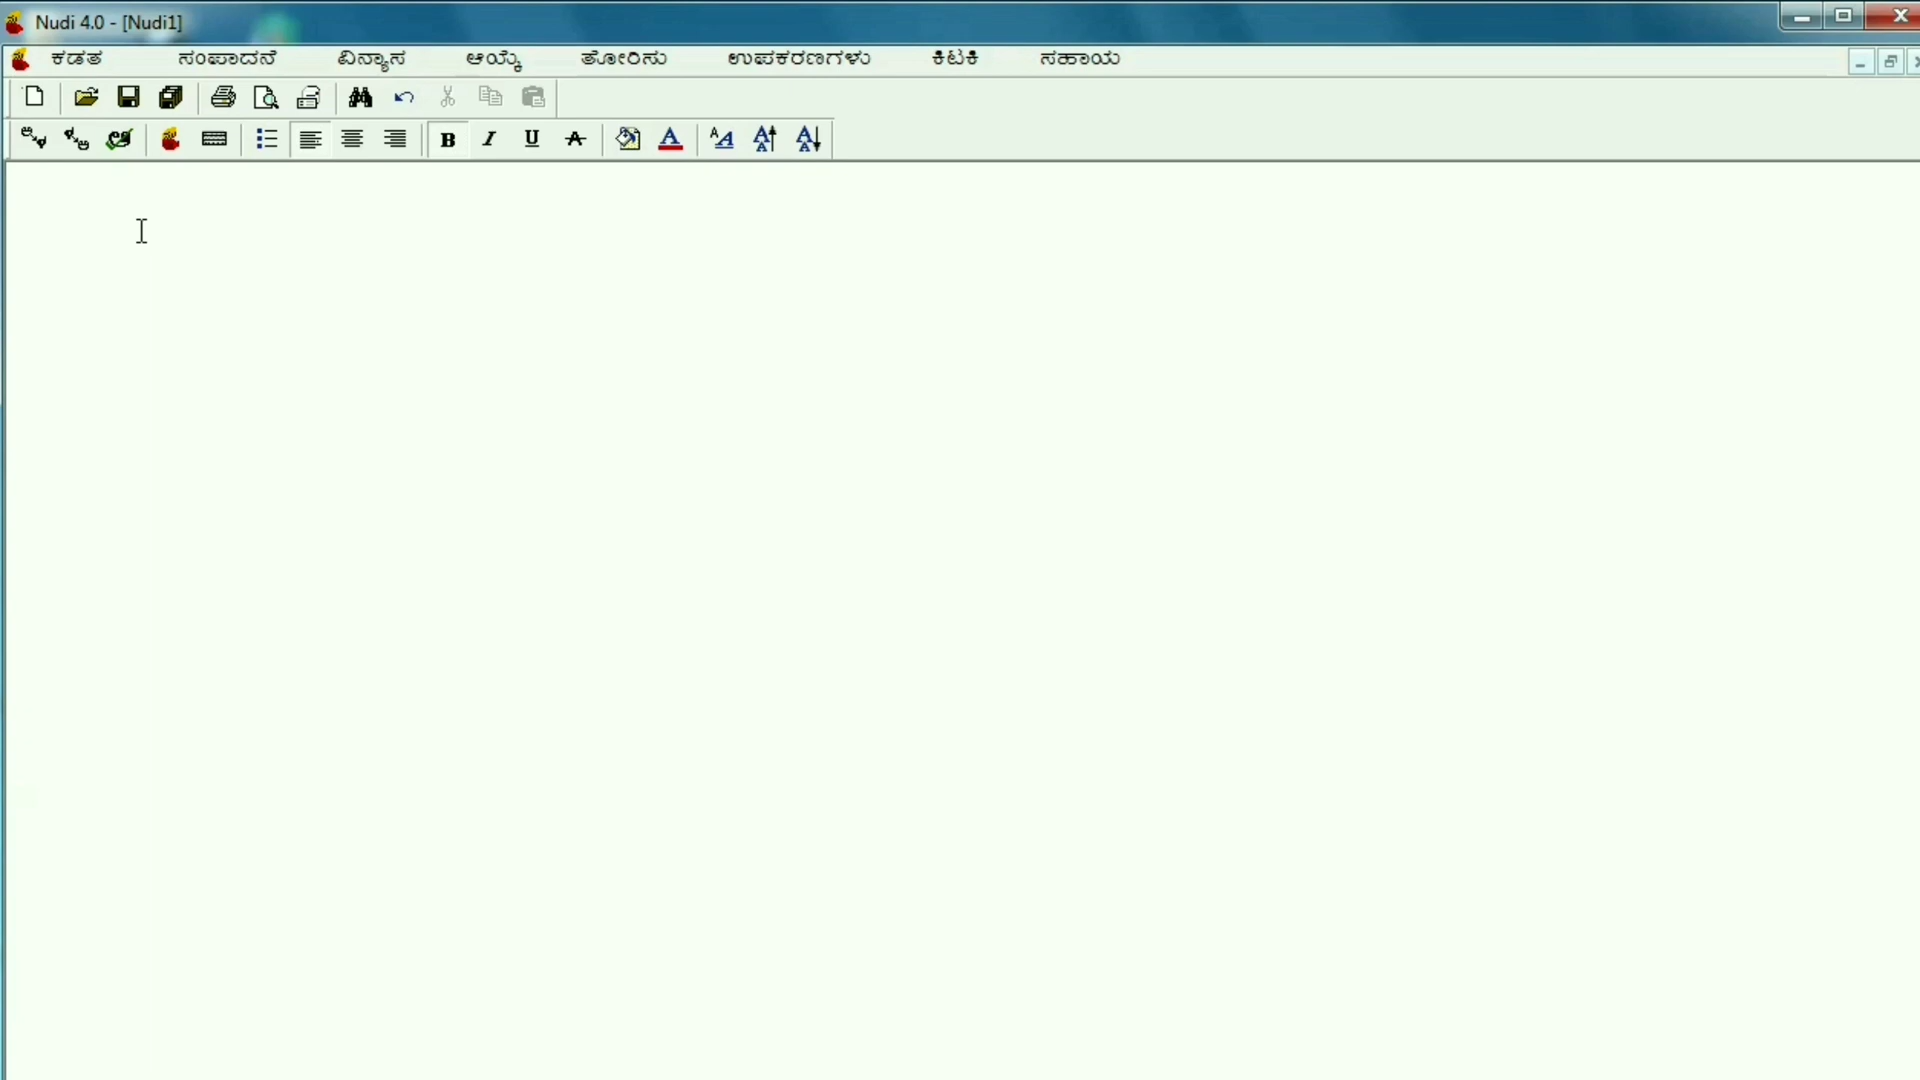 Nudi 4.0 - [Nudi1]
ಕಡತ ಸಂಪಾದನೆ ವಿನ್ಯಾಸ ಆಯ್ಕೆ ತೋರಿಸು ಉಪಕರಣಗಳು ಕಿಟಕಿ ಸಹಾಯ
B I U A A